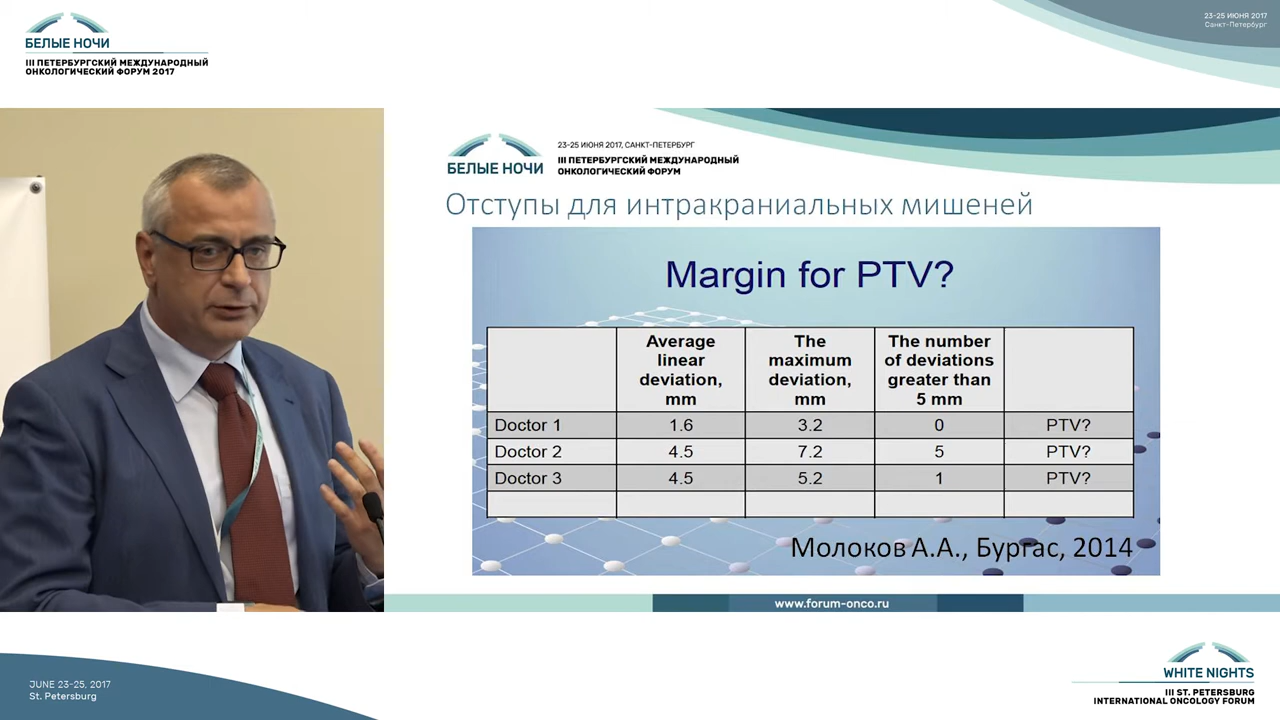 БЕЛЫЕ НОЧИ
III ПЕТЕРБУРГСКИЙ МЕЖДУНАРОДНЫЙ
ОНКОЛОГИЧЕСКИЙ ФОРУМ 2017
23-25 ИЮНЯ 2017
Санкт-Петербург
БЕЛЫЕ НОЧИ
23-25 ИЮНЯ 2017, САНКТ-ПЕТЕРБУРГ
III ПЕТЕРБУРГСКИЙ МЕЖДУНАРОДНЫЙ
ОНКОЛОГИЧЕСКИЙ ФОРУМ
Отступы для интракраниальных мишеней
Margin for PTV?
Average linear deviation, mm The maximum deviation, mm The number of deviations greater than 5 mm
Doctor 1 1.6 3.2 0 PTV?
Doctor 2 4.5 7.2 5 PTV?
Doctor 3 4.5 5.2 1 PTV?
Молоков А.А., Бургас, 2014
www.forum-onco.ru
JUNE 23-25, 2017
St. Petersburg
WHITE NIGHTS
III ST. PETERSBURG
INTERNATIONAL ONCOLOGY FORUM